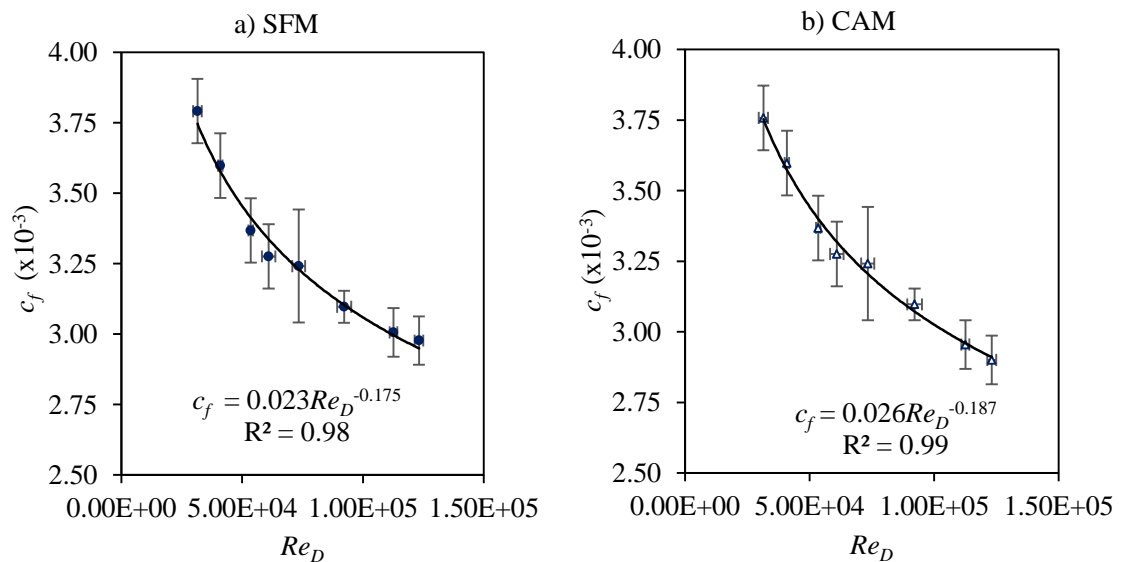 a) SFM
4.00
3.75
3.50
3.25
3.00
2.75
2.50
c_f (x10^-3)
c_f = 0.023Re_D^-0.175
R² = 0.98
0.00E+00 5.00E+04 1.00E+05 1.50E+05
Re_D
b) CAM
4.00
3.75
3.50
3.25
3.00
2.75
2.50
c_f (x10^-3)
c_f = 0.026Re_D^-0.187
R² = 0.99
0.00E+00 5.00E+04 1.00E+05 1.50E+05
Re_D